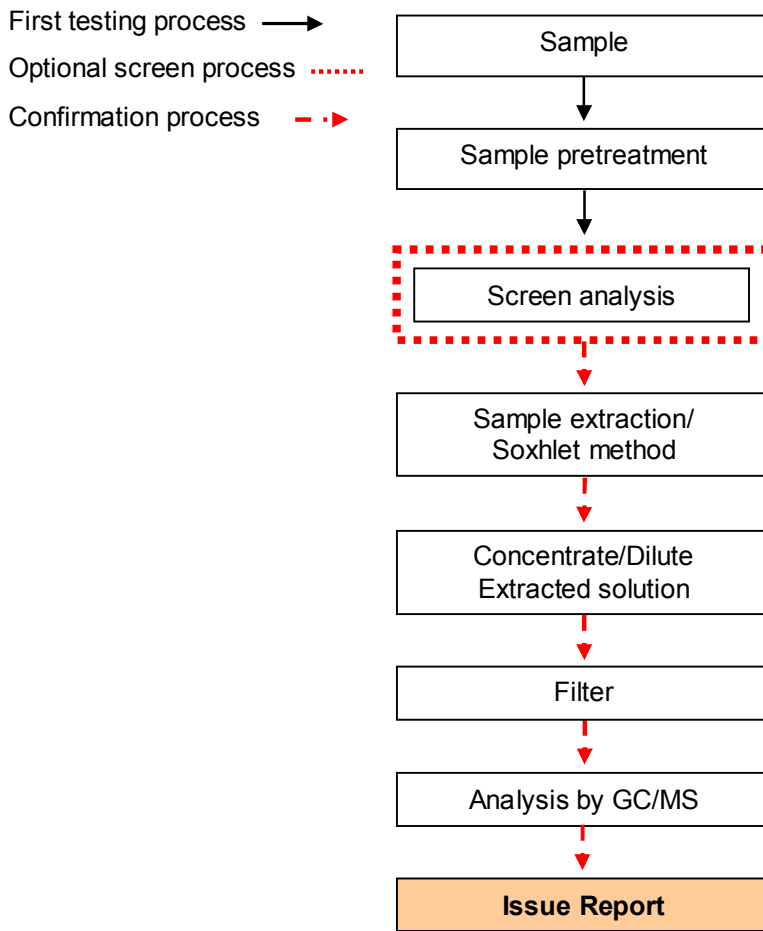 First testing process
Optional screen process
Confirmation process
Sample
Sample pretreatment
Screen analysis
Sample extraction/
Soxhlet method
Concentrate/Dilute
Extracted solution
Filter
Analysis by GC/MS
Issue Report